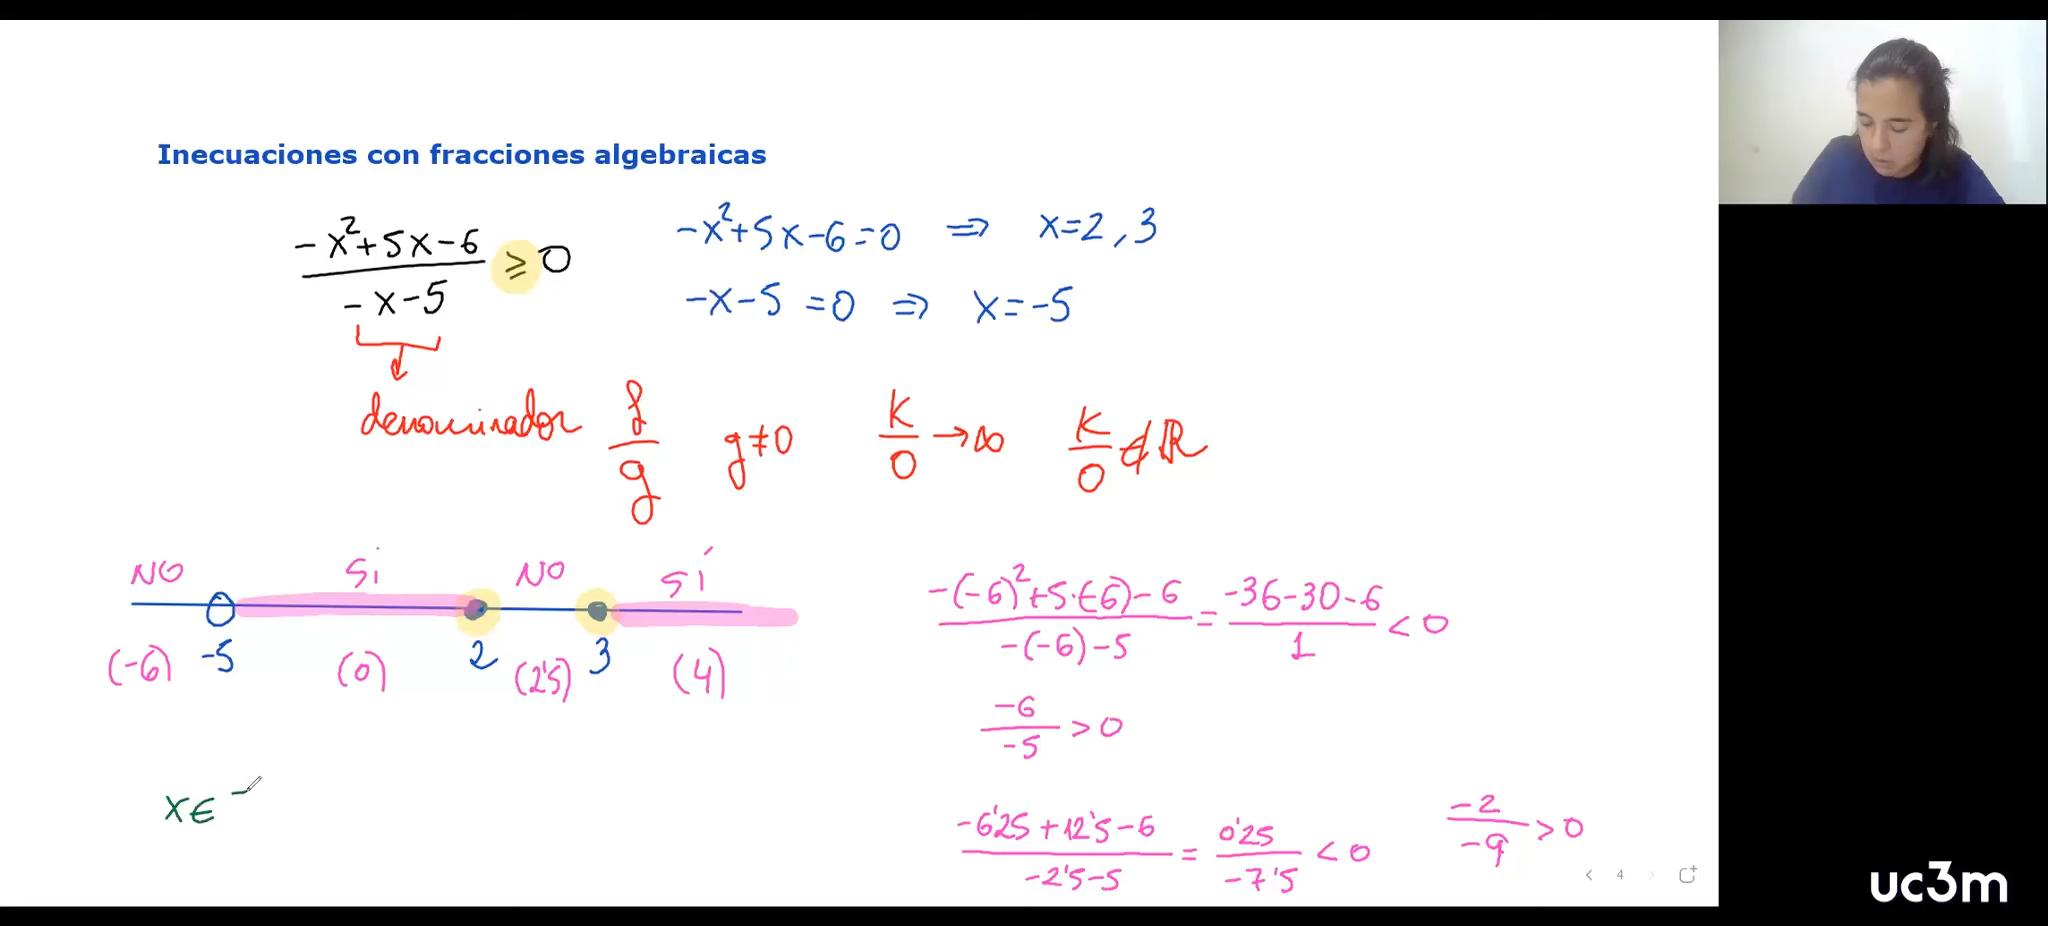 Inecuaciones con fracciones algebraicas
(-x²+5x-6)/(-x-5) ≥ 0
-x²+5x-6=0 ⇒ x=2,3
-x-5=0 ⇒ x=-5
denominador f/g g≠0 K/0 →∞ K/0 ∉ℝ
NO Si NO Sí
-5 2 3
(-6) (0) (2'5) (4)
(-(-6)²+5·(-6)-6)/(-(-6)-5) = (-36-30-6)/1 < 0
-6/-5 > 0
(-6'25+12'5-6)/(-2'5-5) = 0'25/-7'5 < 0
-2/-9 > 0
x∈
4
uc3m